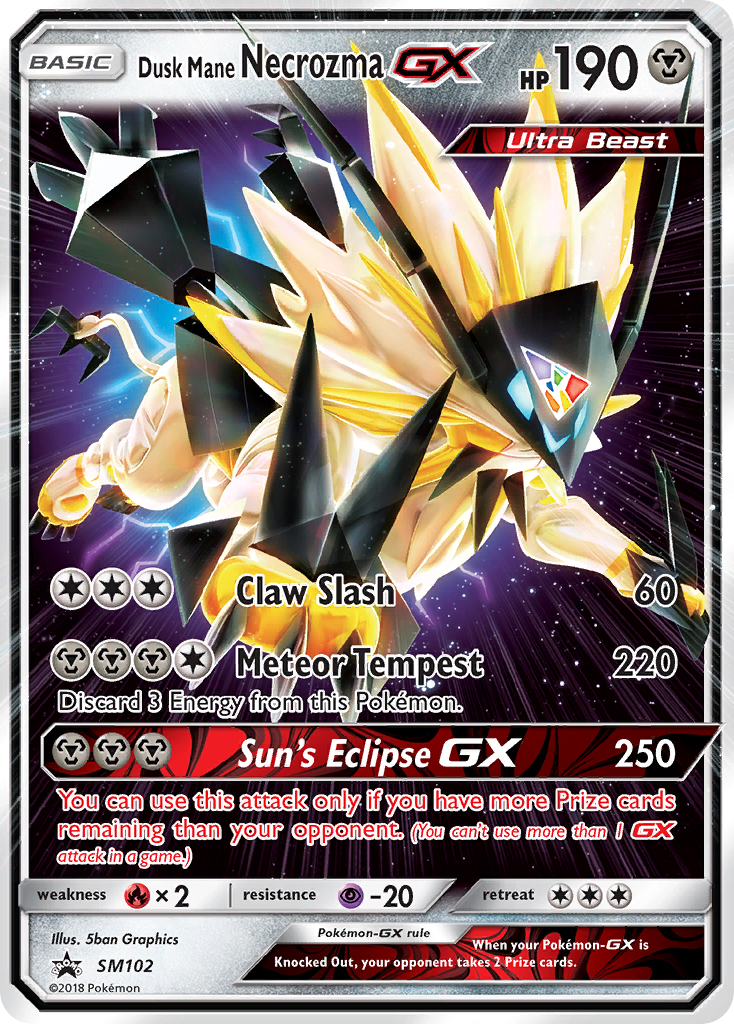 BASIC Dusk Mane Necrozma GX HP 190
Ultra Beast
Claw Slash 60
Meteor Tempest 220
Discard 3 Energy from this Pokémon.
Sun's Eclipse GX 250
You can use this attack only if you have more Prize cards
remaining than your opponent. (You can't use more than 1 GX
attack in a game.)
weakness × 2 resistance -20 retreat
Illus. 5ban Graphics
SM102
©2018 Pokémon
Pokémon-GX rule
When your Pokémon-GX is
Knocked Out, your opponent takes 2 Prize cards.